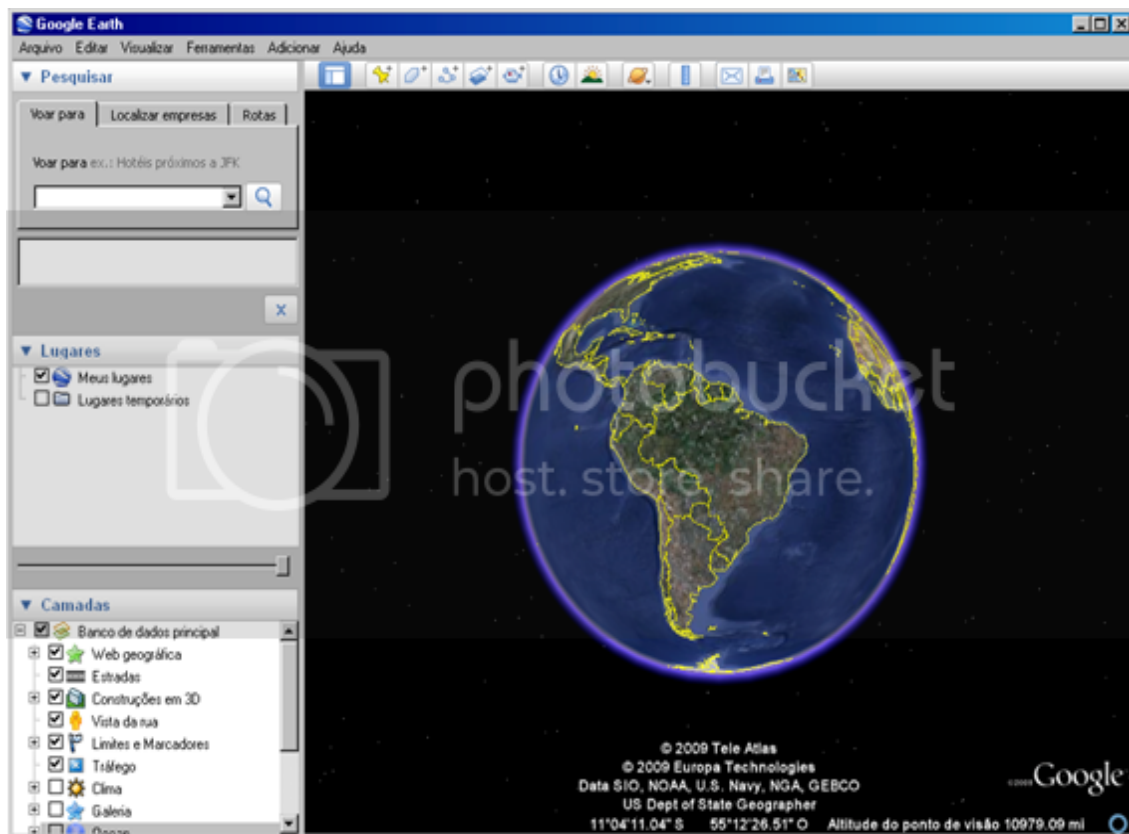 Google Earth
Arquivo Editar Visualizar Ferramentas Adicionar Ajuda
Pesquisar
Voar para Localizar empresas Rotas
Voar para ex.: Hotéis próximos a JFK
Lugares
Meus lugares
Lugares temporários
Camadas
Banco de dados principal
Web geográfica
Estradas
Construções em 3D
Vista da rua
Limites e Marcadores
Tráfego
Clima
Galeria
photobucket
host. store. share.
© 2009 Tele Atlas
© 2009 Europa Technologies
Data SIO, NOAA, U.S. Navy, NGA, GEBCO
US Dept of State Geographer
©2009 Google
11°04'11.04" S 55°12'26.51" O Altitude do ponto de visão 10979.09 mi